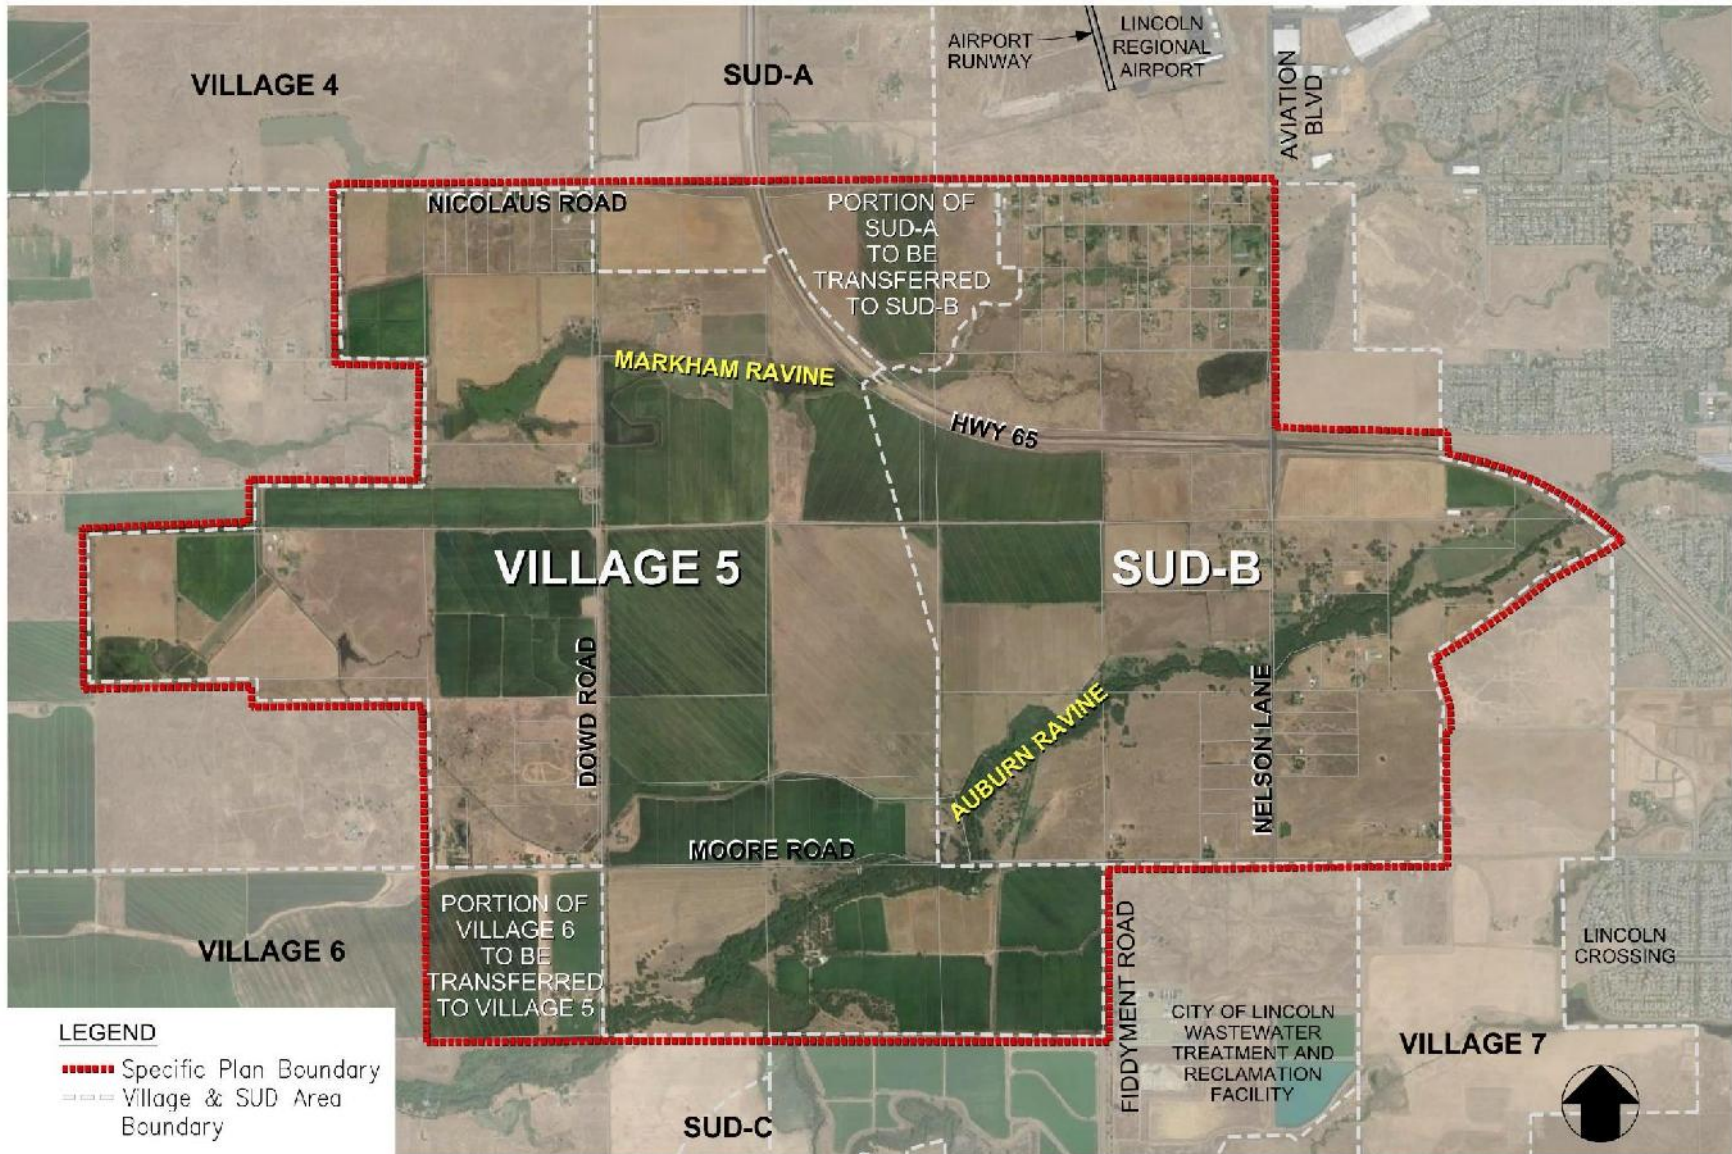 VILLAGE 4
SUD-A
AIRPORT
RUNWAY
LINCOLN
REGIONAL
AIRPORT
AVIATION
BLVD
NICOLAUS ROAD
PORTION OF
SUD-A
TO BE
TRANSFERRED
TO SUD-B
MARKHAM RAVINE
HWY 65
VILLAGE 5
SUD-B
DOWD ROAD
AUBURN RAVINE
NELSON LANE
MOORE ROAD
PORTION OF
VILLAGE 6
TO BE
TRANSFERRED
TO VILLAGE 5
VILLAGE 6
FIDDYMENT ROAD
LINCOLN
CROSSING
CITY OF LINCOLN
WASTEWATER
TREATMENT AND
RECLAMATION
FACILITY
VILLAGE 7
SUD-C
LEGEND
Specific Plan Boundary
Village & SUD Area
Boundary